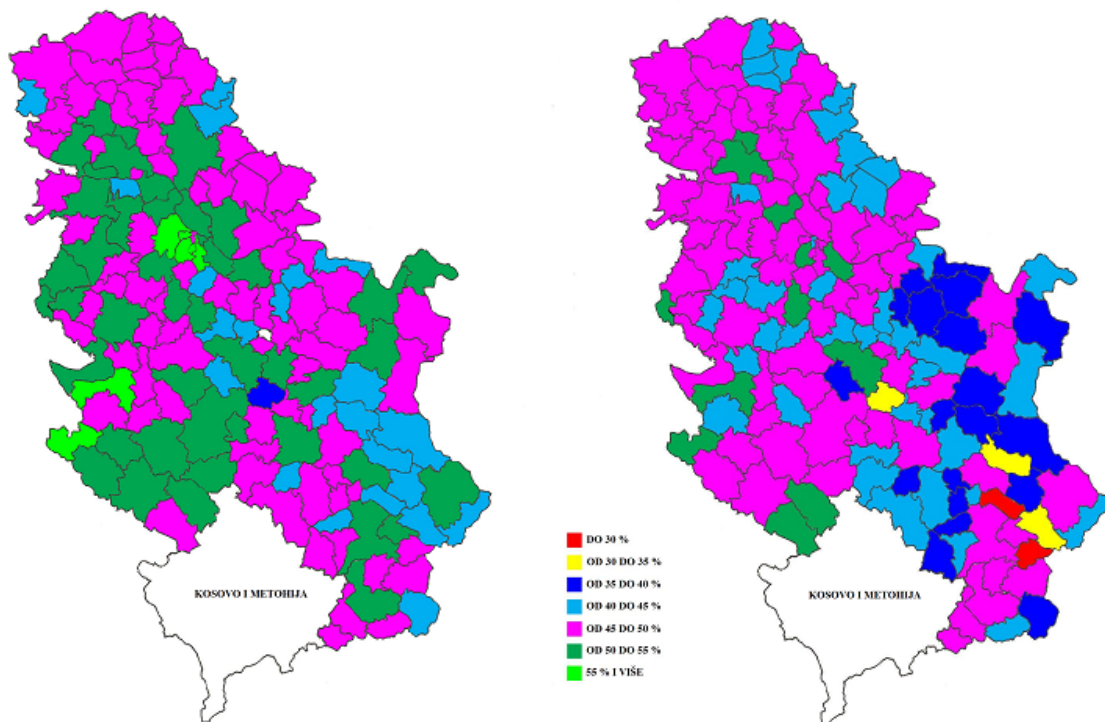 DO 30 %
OD 30 DO 35 %
OD 35 DO 40 %
OD 40 DO 45 %
OD 45 DO 50 %
OD 50 DO 55 %
55 % I VIŠE
KOSOVO I METOHIJA
KOSOVO I METOHIJA